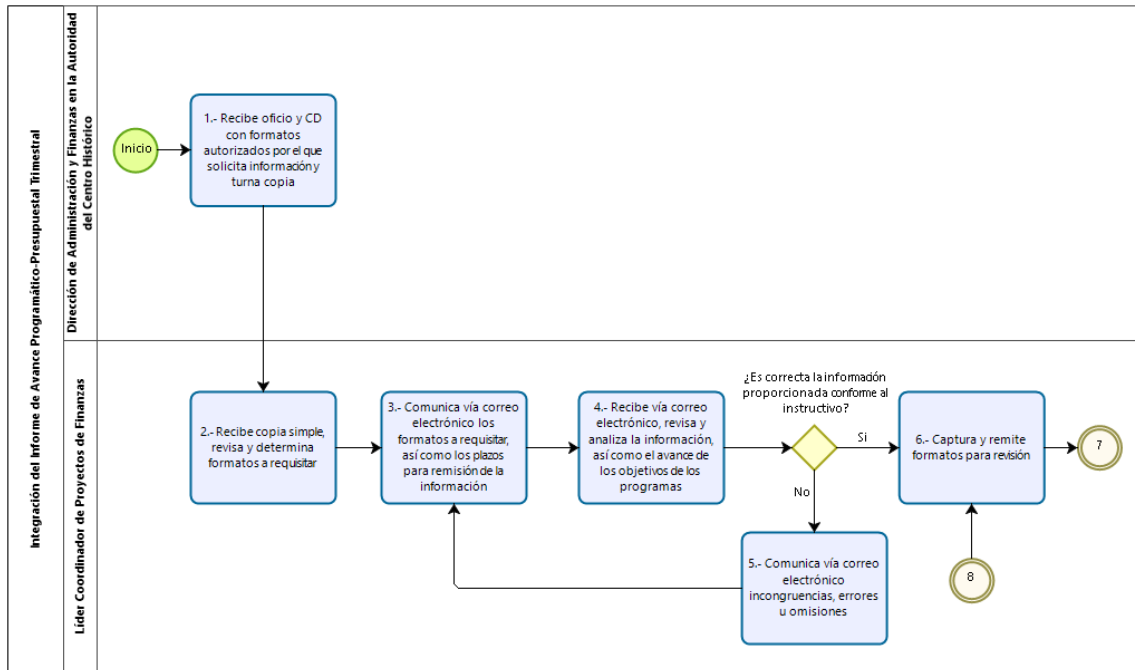 Integración del Informe de Avance Programático-Presupuestal Trimestral
Dirección de Administración y Finanzas en la Autoridad
del Centro Histórico
Inicio
1.- Recibe oficio y CD
con formatos
autorizados por el que
solicita información y
turna copia
Líder Coordinador de Proyectos de Finanzas
2.- Recibe copia simple,
revisa y determina
formatos a requisitar
3.- Comunica vía correo
electrónico los
formatos a requisitar,
así como los plazos
para remisión de la
información
4.- Recibe vía correo
electrónico, revisa y
analiza la información,
así como el avance de
los objetivos de los
programas
¿Es correcta la información
proporcionada conforme al
instructivo?
Si
No
5.- Comunica vía correo
electrónico
incongruencias, errores
u omisiones
6.- Captura y remite
formatos para revisión
7
8